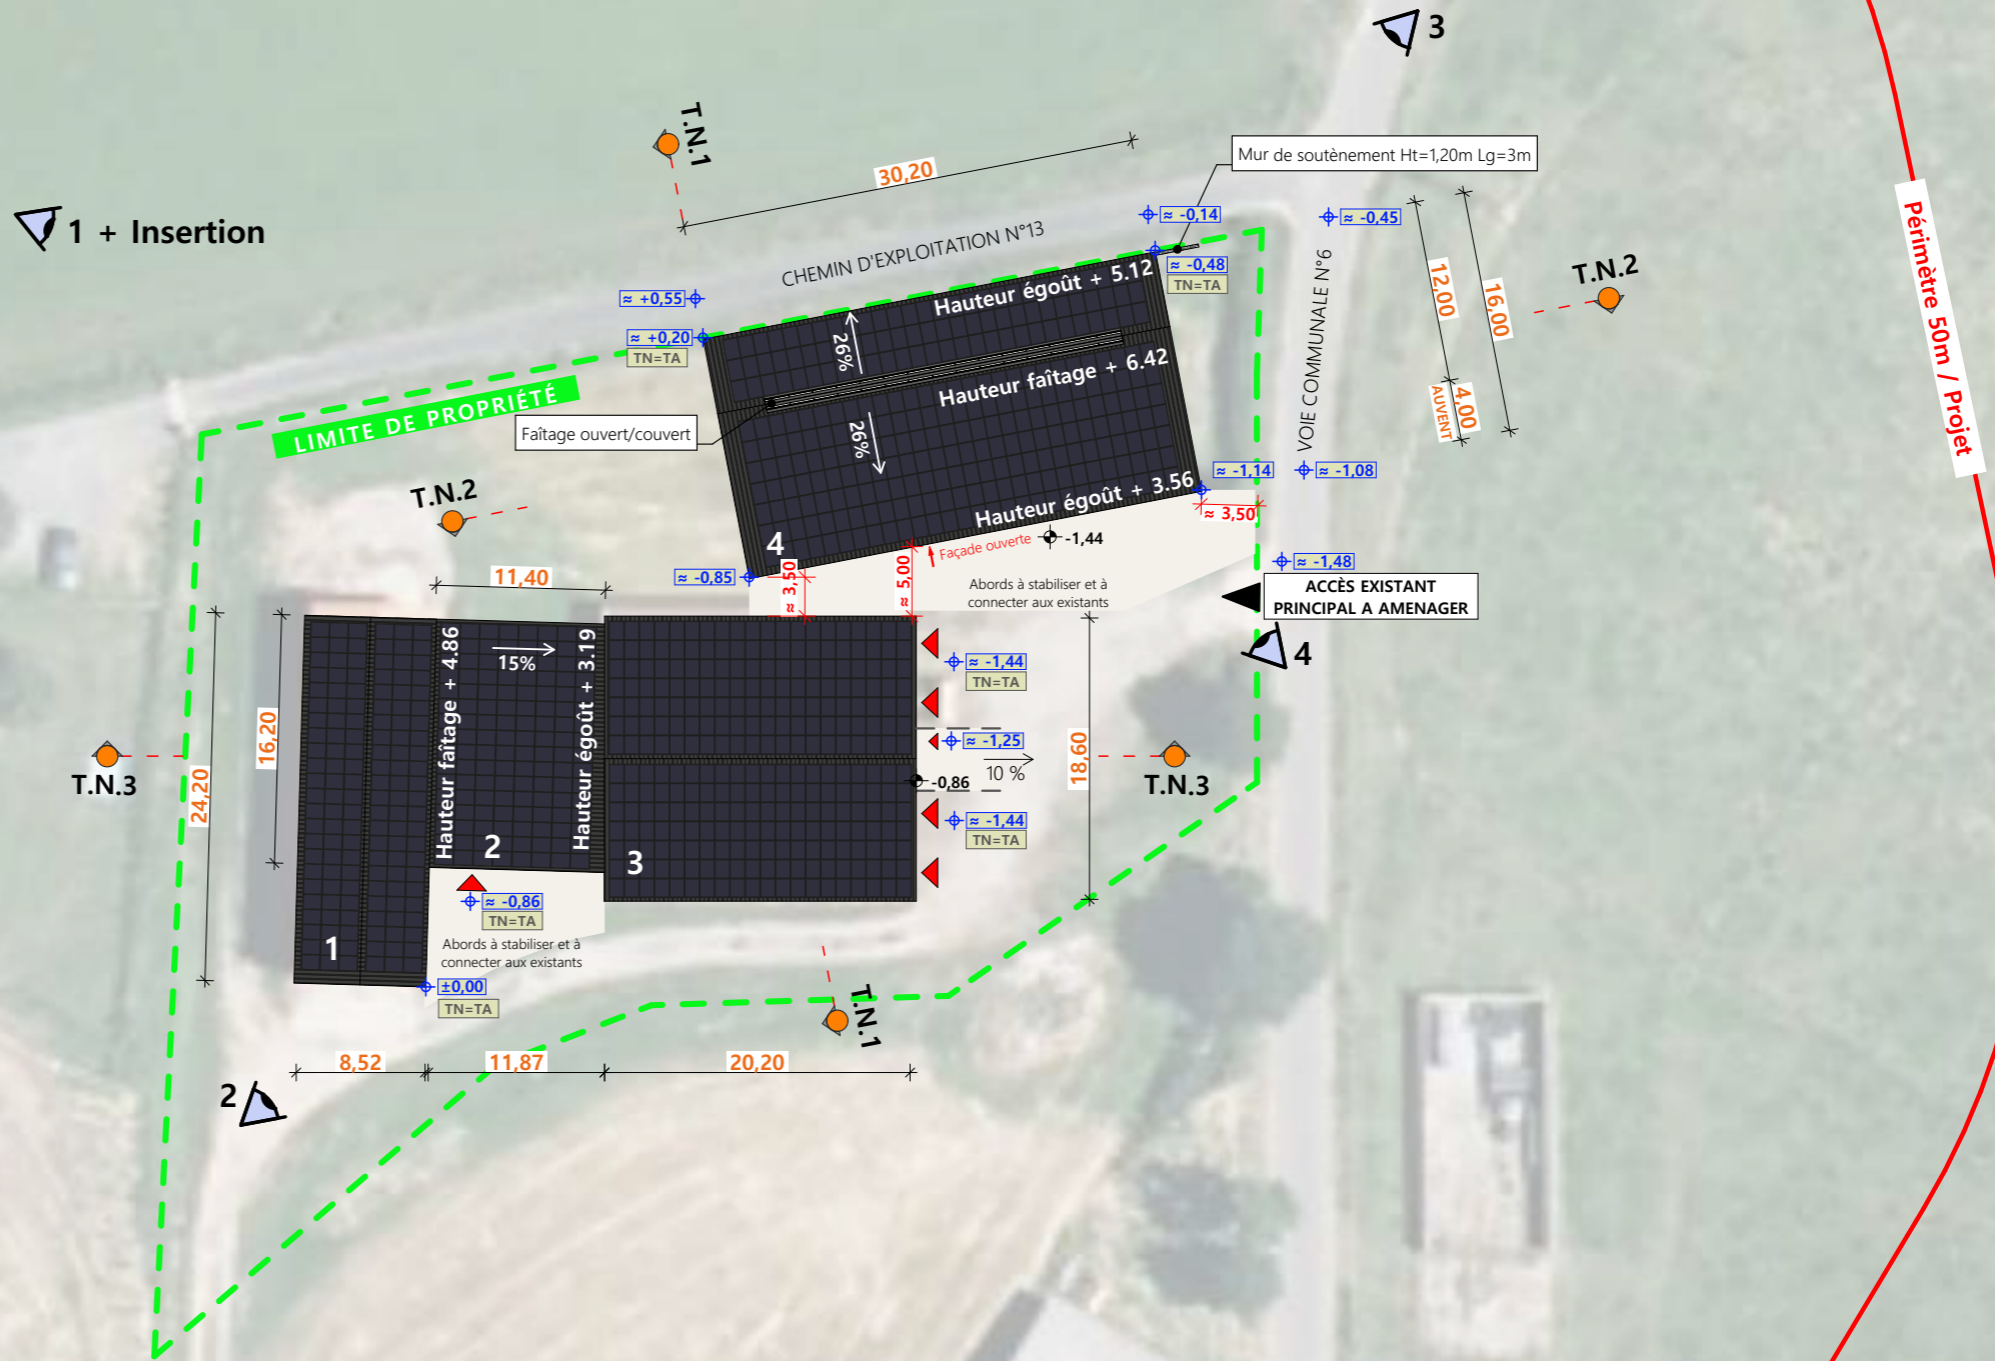 3
T.N.1
30,20
Mur de soutènement Ht=1,20m Lg=3m
1 + Insertion
≈ -0,14
≈ -0,45
CHEMIN D'EXPLOITATION N°13
≈ -0,48
TN=TA
T.N.2
12,00
16,00
4,00
AUVENT
Périmètre 50m / Projet
≈ +0,55
≈ +0,20
TN=TA
Hauteur égoût + 5.12
26%
Hauteur faîtage + 6.42
26%
Hauteur égoût + 3.56
VOIE COMMUNALE N°6
LIMITE DE PROPRIÉTÉ
Faîtage ouvert/couvert
≈ -1,14
≈ -1,08
≈ 3,50
T.N.2
4
Façade ouverte
-1,44
≈ -1,48
≈ -0,85
≈ 3,50
≈ 5,00
Abords à stabiliser et à
connecter aux existants
ACCÈS EXISTANT
PRINCIPAL A AMENAGER
4
11,40
15%
Hauteur faîtage + 4.86
Hauteur égoût + 3.19
≈ -1,44
TN=TA
≈ -1,25
10 %
-0,86
≈ -1,44
TN=TA
18,60
T.N.3
T.N.3
24,20
16,20
2
3
1
≈ -0,86
TN=TA
Abords à stabiliser et à
connecter aux existants
±0,00
TN=TA
T.N.1
8,52
11,87
20,20
2